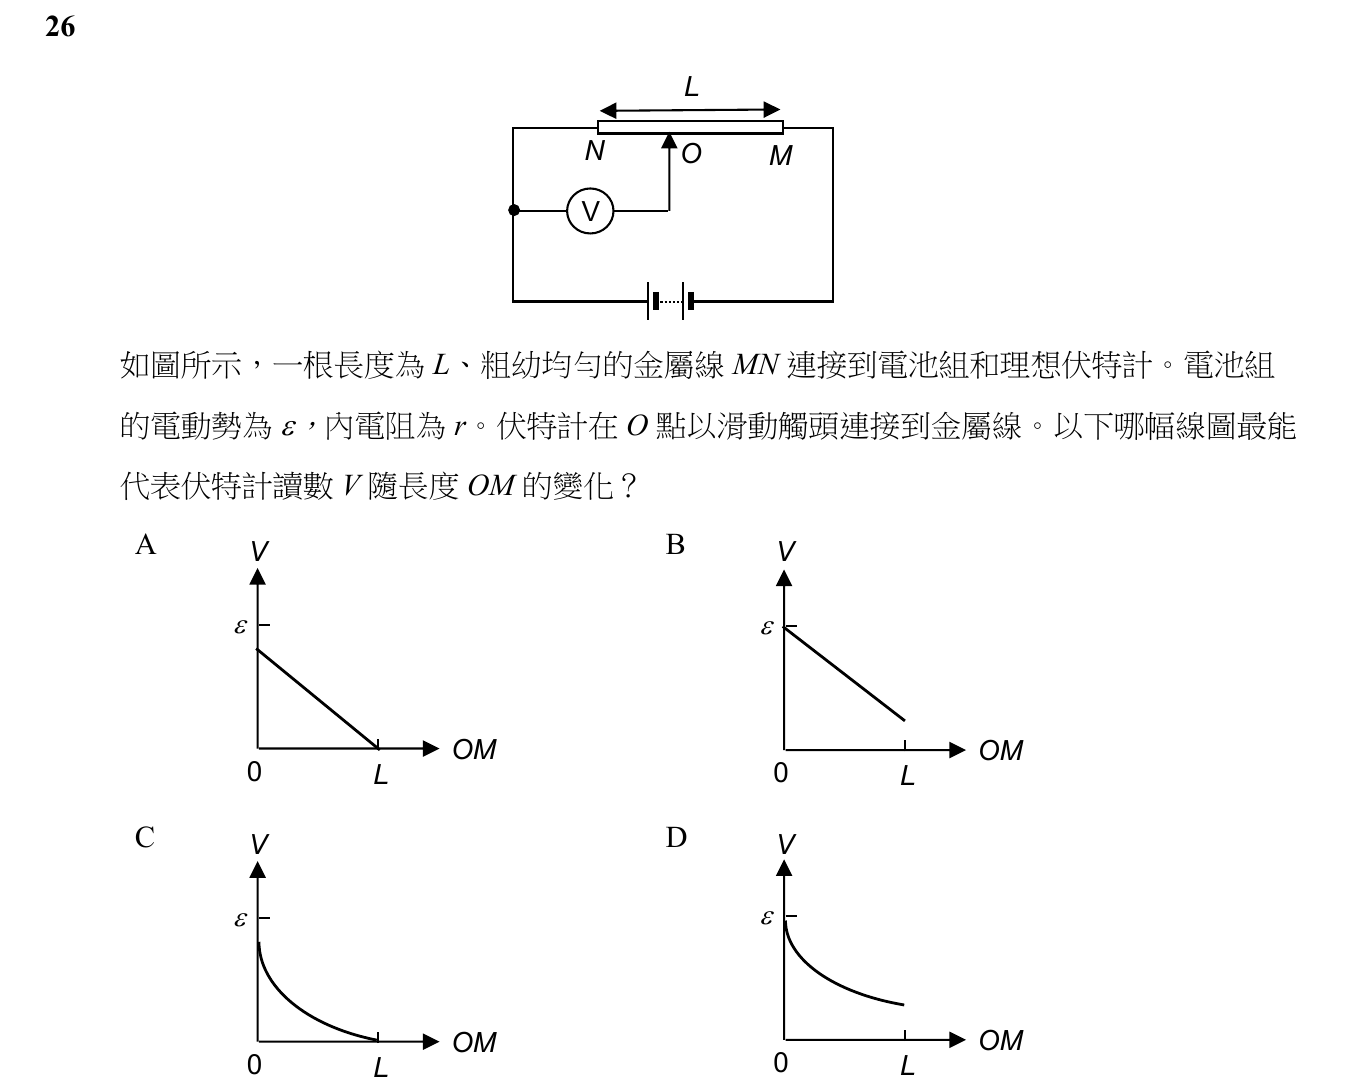 26
L
N
O
M
V
如圖所示，一根長度為 L、粗幼均勻的金屬線 MN 連接到電池組和理想伏特計。電池組
的電動勢為 ε，內電阻為 r。伏特計在 O 點以滑動觸頭連接到金屬線。以下哪幅線圖最能
代表伏特計讀數 V 隨長度 OM 的變化？
A
V
ε
OM
0
L
B
V
ε
OM
0
L
C
V
ε
OM
0
L
D
V
ε
OM
0
L